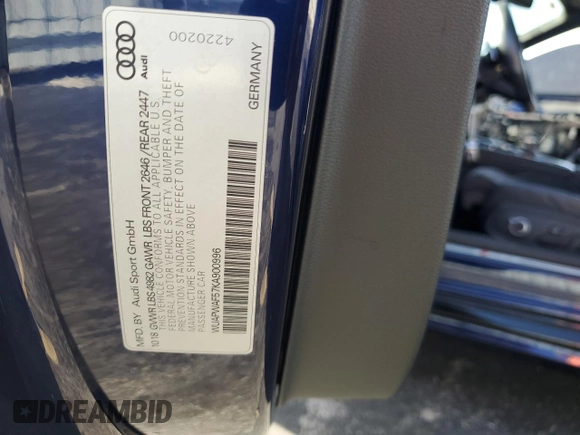 Audi
4220200
MFD. BY Audi Sport GmbH
10.18 GVWR LBS 4982 GAWR LBS FRONT 2646 / REAR 2447
THIS VEHICLE CONFORMS TO ALL APPLICABLE U.S.
FEDERAL MOTOR VEHICLE SAFETY, BUMPER AND THEFT
PREVENTION STANDARDS IN EFFECT ON THE DATE OF
MANUFACTURE SHOWN ABOVE
PASSENGER CAR
WUAPWAF57KA900996
GERMANY
DREAMBID